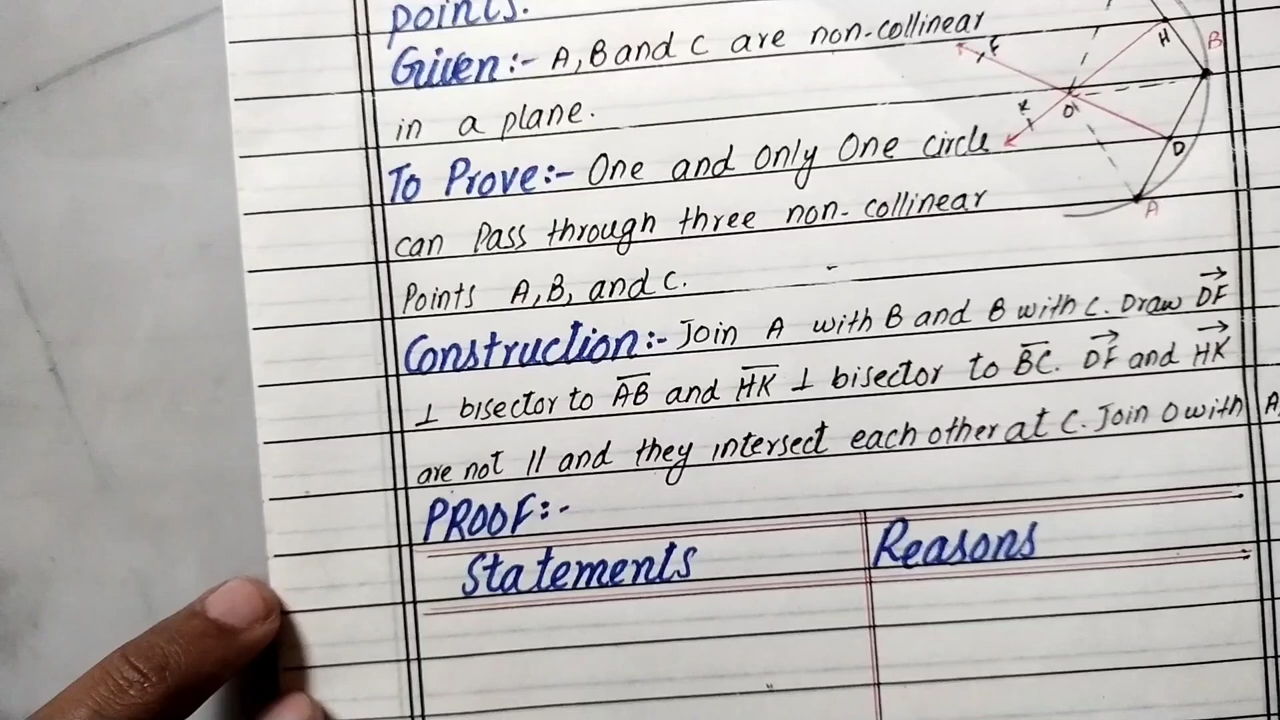 points.
Given:- A, B and C are non-collinear
in a plane.
To Prove:- One and only One circle
can Pass through three non-collinear
Points A, B, and C.
Construction:- Join A with B and B with C. Draw DF
⊥ bisector to AB and HK ⊥ bisector to BC. DF and HK
are not // and they intersect each other at C. Join O with A
PROOF:-
Statements Reasons
F
H
B
K
O
D
A